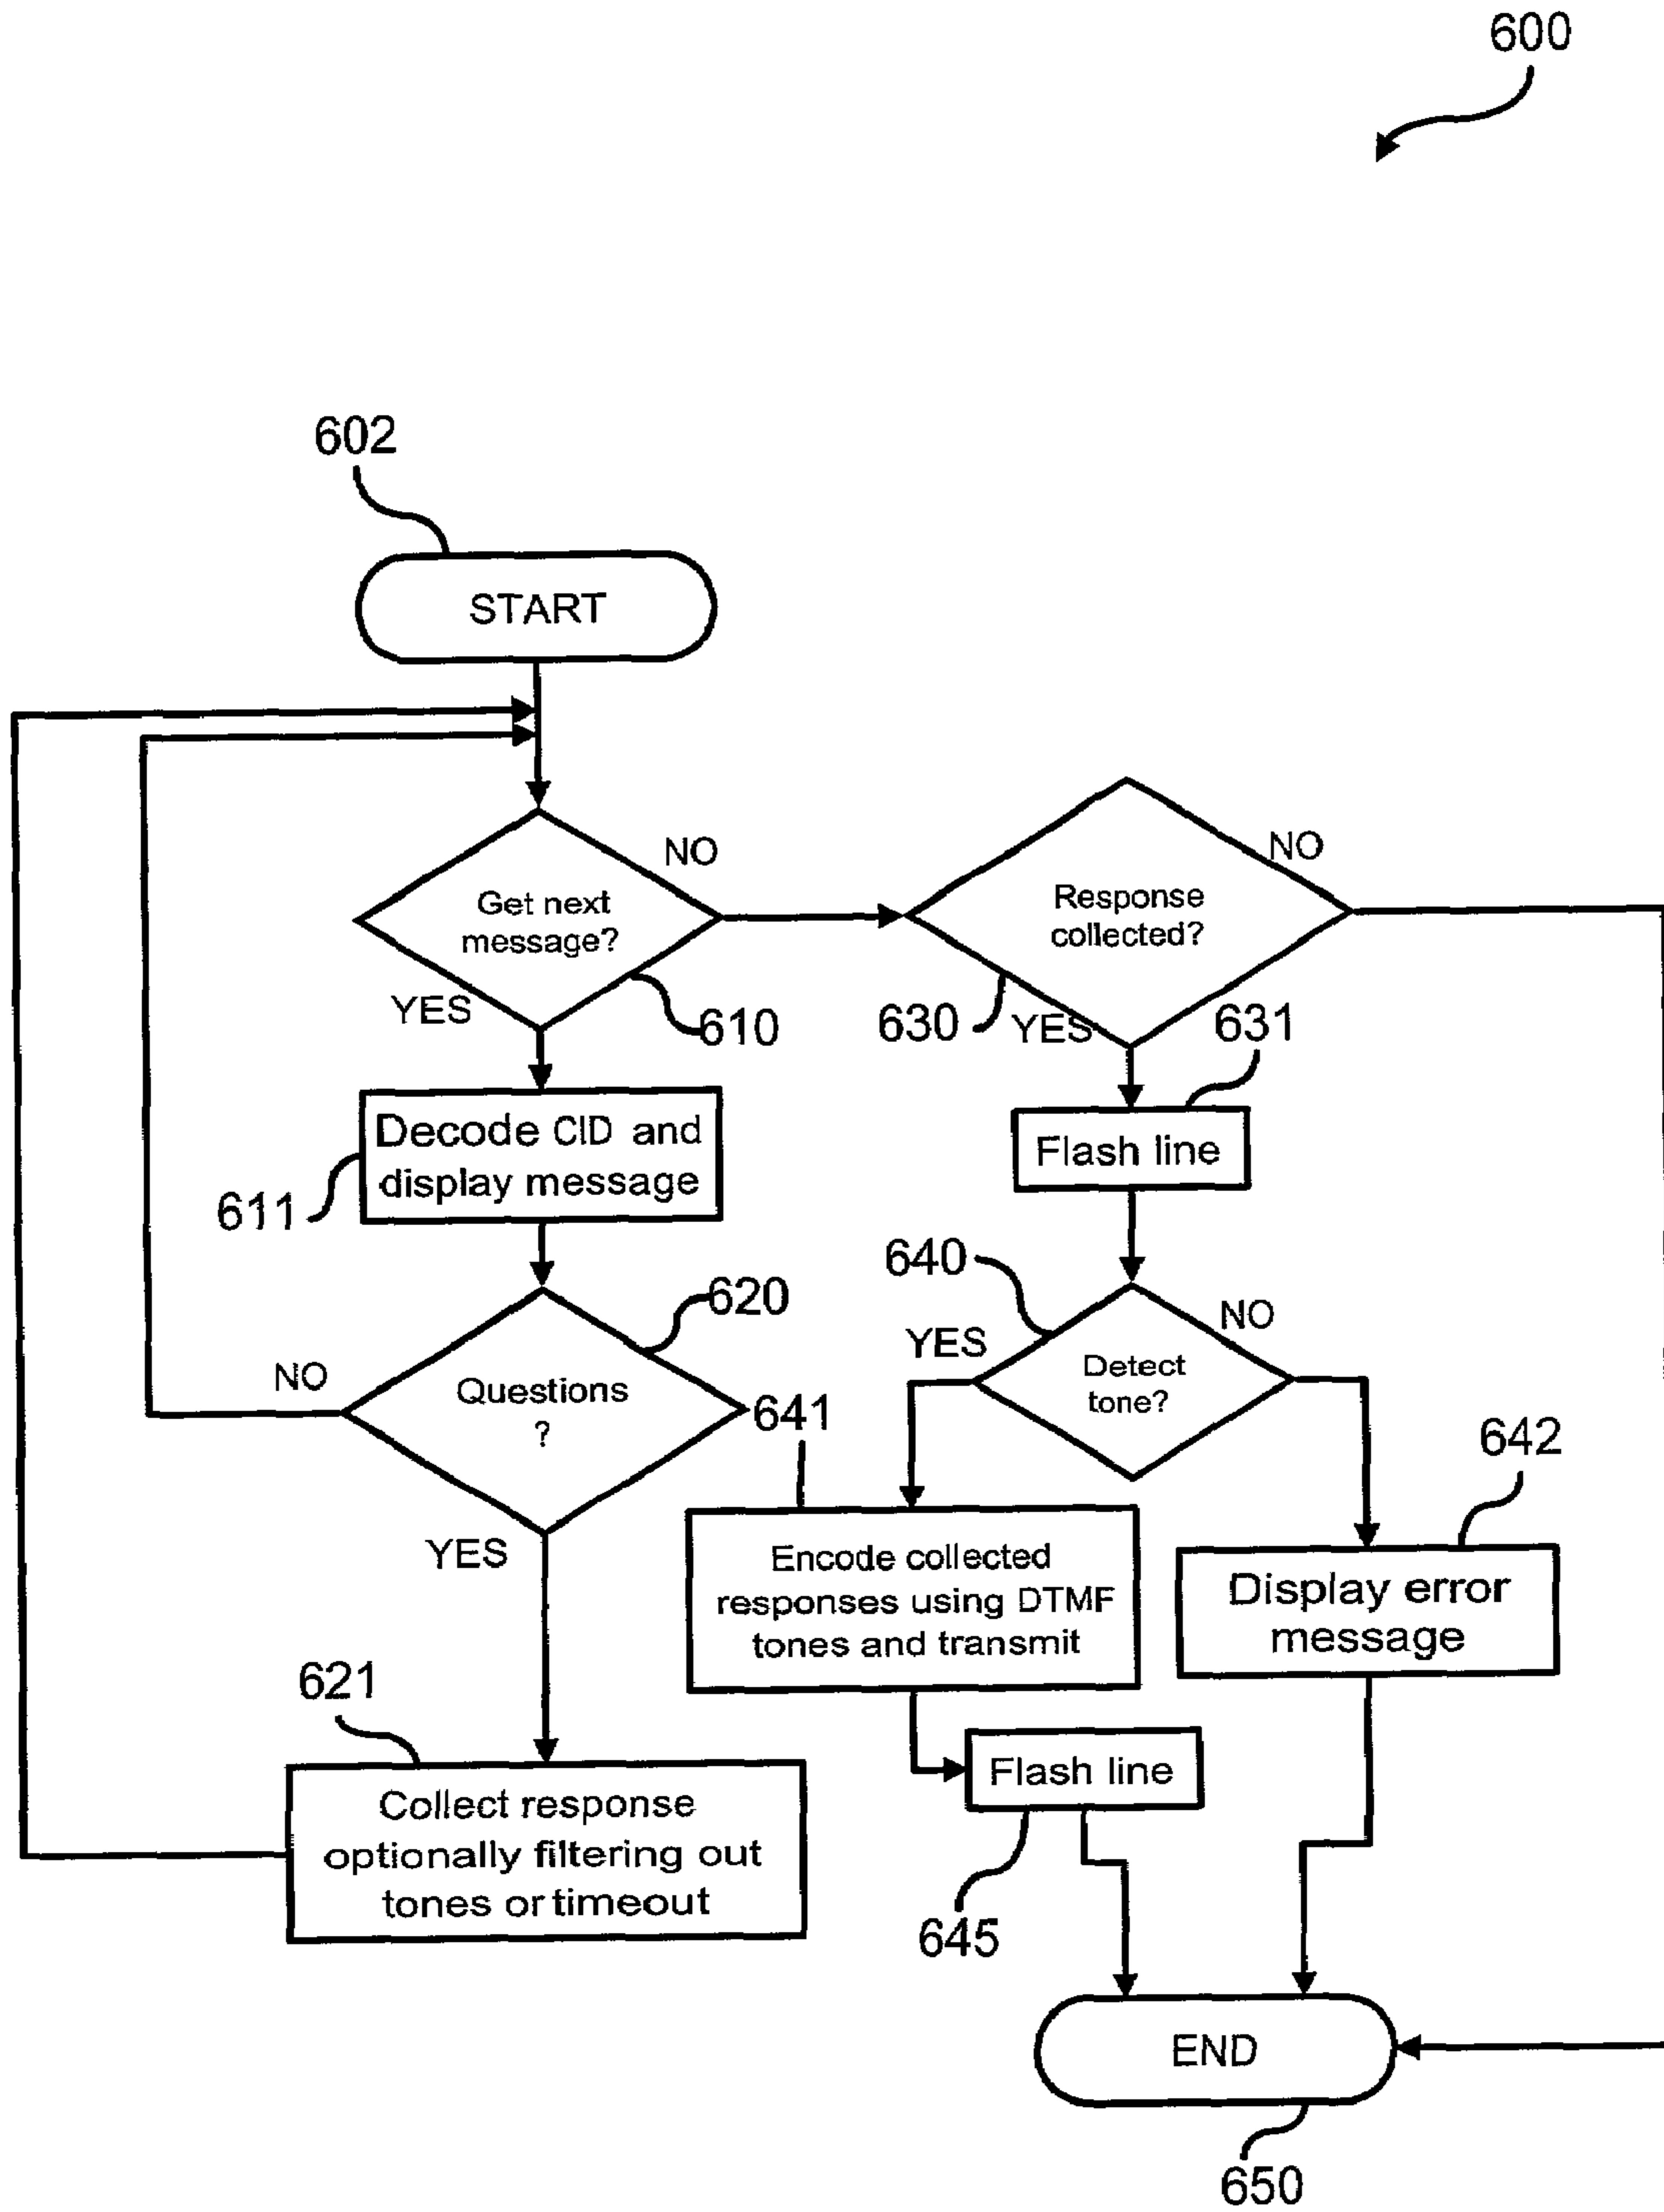 600
602
START
NO
Get next
message?
YES
610
NO
Response
collected?
630
YES
631
Decode CID and
display message
611
Flash line
640
620
YES
NO
Detect
tone?
NO
Questions
?
641
642
YES
Encode collected
responses using DTMF
tones and transmit
Display error
message
621
Collect response
optionally filtering out
tones or timeout
Flash line
645
END
650